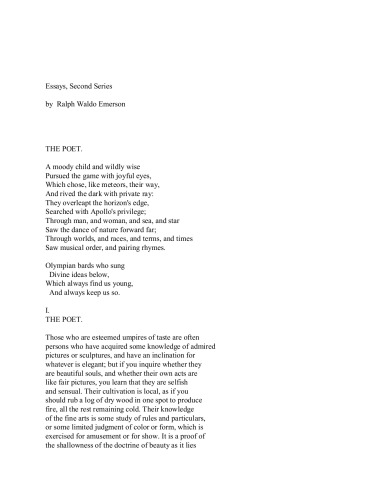 Essays, Second Series
by Ralph Waldo Emerson
THE POET.
A moody child and wildly wise
Pursued the game with joyful eyes,
Which chose, like meteors, their way,
And rived the dark with private ray:
They overleapt the horizon's edge,
Searched with Apollo's privilege;
Through man, and woman, and sea, and star
Saw the dance of nature forward far;
Through worlds, and races, and terms, and times
Saw musical order, and pairing rhymes.
Olympian bards who sung
Divine ideas below,
Which always find us young,
And always keep us so.
I.
THE POET.
Those who are esteemed umpires of taste are often
persons who have acquired some knowledge of admired
pictures or sculptures, and have an inclination for
whatever is elegant; but if you inquire whether they
are beautiful souls, and whether their own acts are
like fair pictures, you learn that they are selfish
and sensual. Their cultivation is local, as if you
should rub a log of dry wood in one spot to produce
fire, all the rest remaining cold. Their knowledge
of the fine arts is some study of rules and particulars,
or some limited judgment of color or form, which is
exercised for amusement or for show. It is a proof of
the shallowness of the doctrine of beauty as it lies